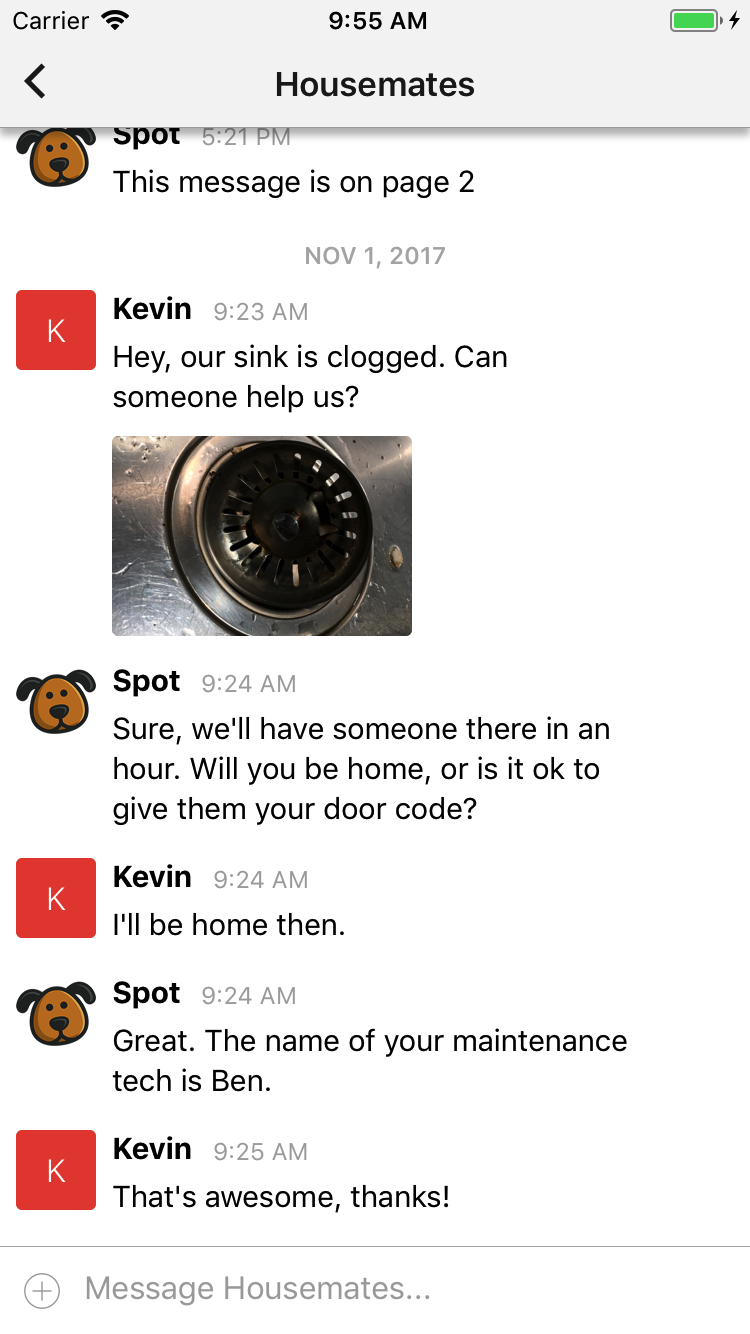 Carrier 9:55 AM
Housemates
Spot 5:21 PM
This message is on page 2
NOV 1, 2017
K
Kevin 9:23 AM
Hey, our sink is clogged. Can
someone help us?
Spot 9:24 AM
Sure, we'll have someone there in an
hour. Will you be home, or is it ok to
give them your door code?
K
Kevin 9:24 AM
I'll be home then.
Spot 9:24 AM
Great. The name of your maintenance
tech is Ben.
K
Kevin 9:25 AM
That's awesome, thanks!
Message Housemates...